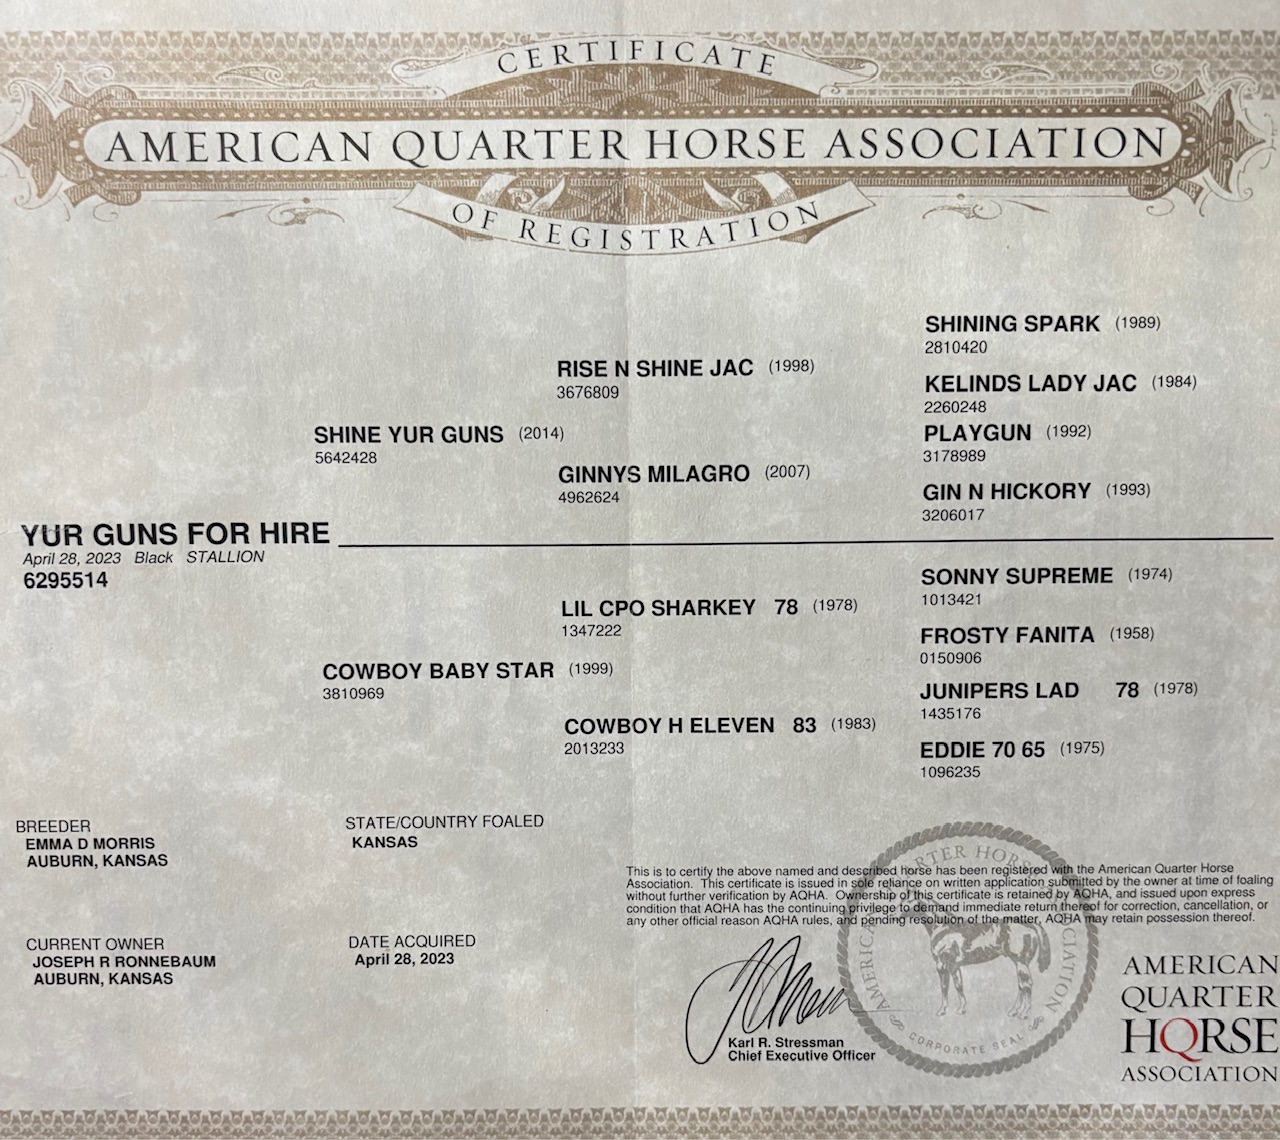 CERTIFICATE
AMERICAN QUARTER HORSE ASSOCIATION
OF REGISTRATION
SHINING SPARK (1989)
2810420
RISE N SHINE JAC (1998)
3676809
KELINDS LADY JAC (1984)
2260248
SHINE YUR GUNS (2014)
5642428
PLAYGUN (1992)
3178989
GINNYS MILAGRO (2007)
4962624
GIN N HICKORY (1993)
3206017
YUR GUNS FOR HIRE
April 28, 2023 Black STALLION
6295514
SONNY SUPREME (1974)
1013421
LIL CPO SHARKEY 78 (1978)
1347222
FROSTY FANITA (1958)
0150906
COWBOY BABY STAR (1999)
3810969
JUNIPERS LAD 78 (1978)
1435176
COWBOY H ELEVEN 83 (1983)
2013233
EDDIE 70 65 (1975)
1096235
BREEDER
EMMA D MORRIS
AUBURN, KANSAS
STATE/COUNTRY FOALED
KANSAS
CURRENT OWNER
JOSEPH R RONNEBAUM
AUBURN, KANSAS
DATE ACQUIRED
April 28, 2023
This is to certify the above named and described horse has been registered with the American Quarter Horse
Association. This certificate is issued in sole reliance on written application submitted by the owner at time of foaling
without further verification by AQHA. Ownership of this certificate is retained by AQHA, and issued upon express
condition that AQHA has the continuing privilege to demand immediate return thereof for correction, cancellation, or
any other official reason AQHA rules, and pending resolution of the matter, AQHA may retain possession thereof.
Karl R. Stressman
Chief Executive Officer
AMERICAN QUARTER HORSE ASSOCIATION
CORPORATE SEAL
AMERICAN
QUARTER
HORSE
ASSOCIATION